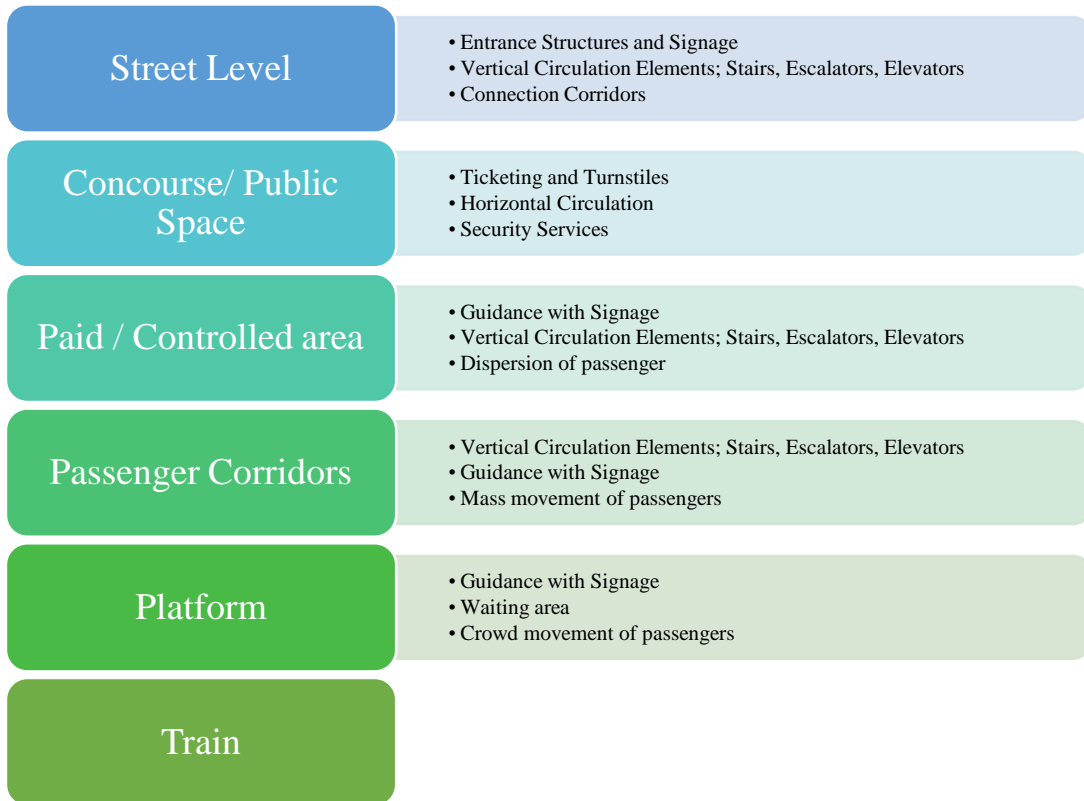 Street Level
• Entrance Structures and Signage
• Vertical Circulation Elements; Stairs, Escalators, Elevators
• Connection Corridors
Concourse/ Public
Space
• Ticketing and Turnstiles
• Horizontal Circulation
• Security Services
Paid / Controlled area
• Guidance with Signage
• Vertical Circulation Elements; Stairs, Escalators, Elevators
• Dispersion of passenger
Passenger Corridors
• Vertical Circulation Elements; Stairs, Escalators, Elevators
• Guidance with Signage
• Mass movement of passengers
Platform
• Guidance with Signage
• Waiting area
• Crowd movement of passengers
Train